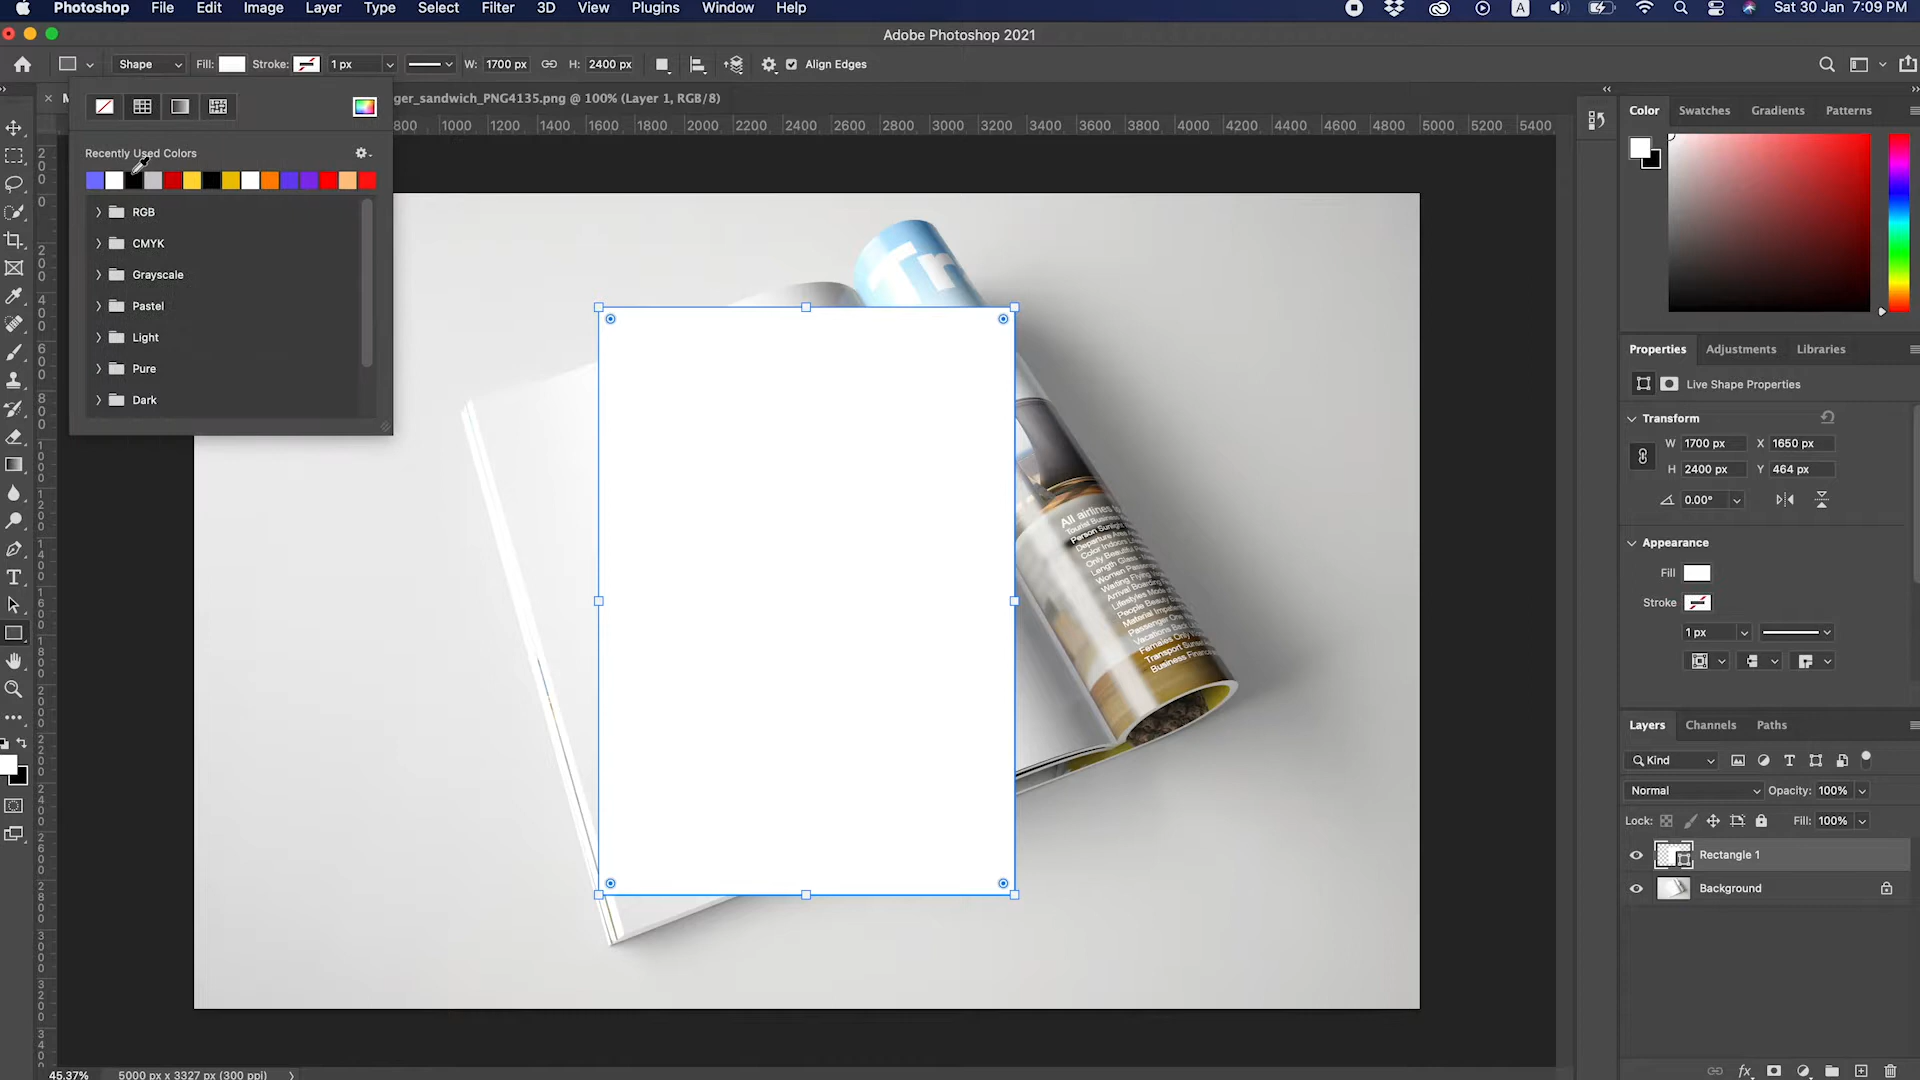 Photoshop File Edit Image Layer Type Select Filter 3D View Plugins Window Help A Sat 30 Jan 7:09 PM
Adobe Photoshop 2021
Shape Fill: Stroke: 1 px W: 1700 px H: 2400 px Align Edges
ger_sandwich_PNG4135.png @ 100% (Layer 1, RGB/8)
800 1000 1200 1400 1600 1800 2000 2200 2400 2600 2800 3000 3200 3400 3600 3800 4000 4200 4400 4600 4800 5000 5200 5400
Recently Used Colors
RGB
CMYK
Grayscale
Pastel
Light
Pure
Dark
Tr
All airlines
Color Swatches Gradients Patterns
Properties Adjustments Libraries
Live Shape Properties
Transform
W 1700 px X 1650 px
H 2400 px Y 464 px
0.00°
Appearance
Fill
Stroke
1 px
Layers Channels Paths
Kind
Normal Opacity: 100%
Lock: Fill: 100%
Rectangle 1
Background
fx
45.37% 5000 px x 3327 px (300 ppi)